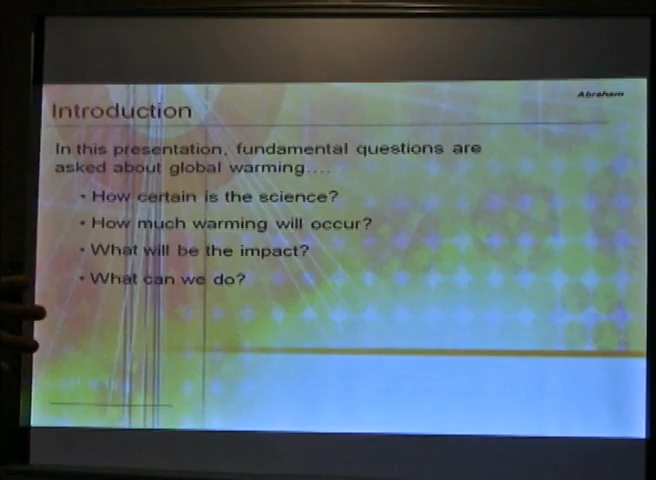 Abraham
Introduction
In this presentation, fundamental questions are
asked about global warming....
• How certain is the science?
• How much warming will occur?
• What will be the impact?
• What can we do?